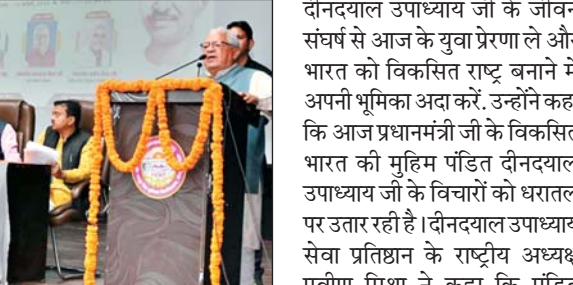 दीनदयाल उपाध्याय जी के जीवन
संघर्ष से आज के युवा प्रेरणा ले और
भारत को विकसित राष्ट्र बनाने में
अपनी भूमिका अदा करें. उन्होंने कहा
कि आज प्रधानमंत्री जी के विकसित
भारत की मुहिम पंडित दीनदयाल
उपाध्याय जी के विचारों को धरातल
पर उतार रही है।दीनदयाल उपाध्याय
सेवा प्रतिष्ठान के राष्ट्रीय अध्यक्ष